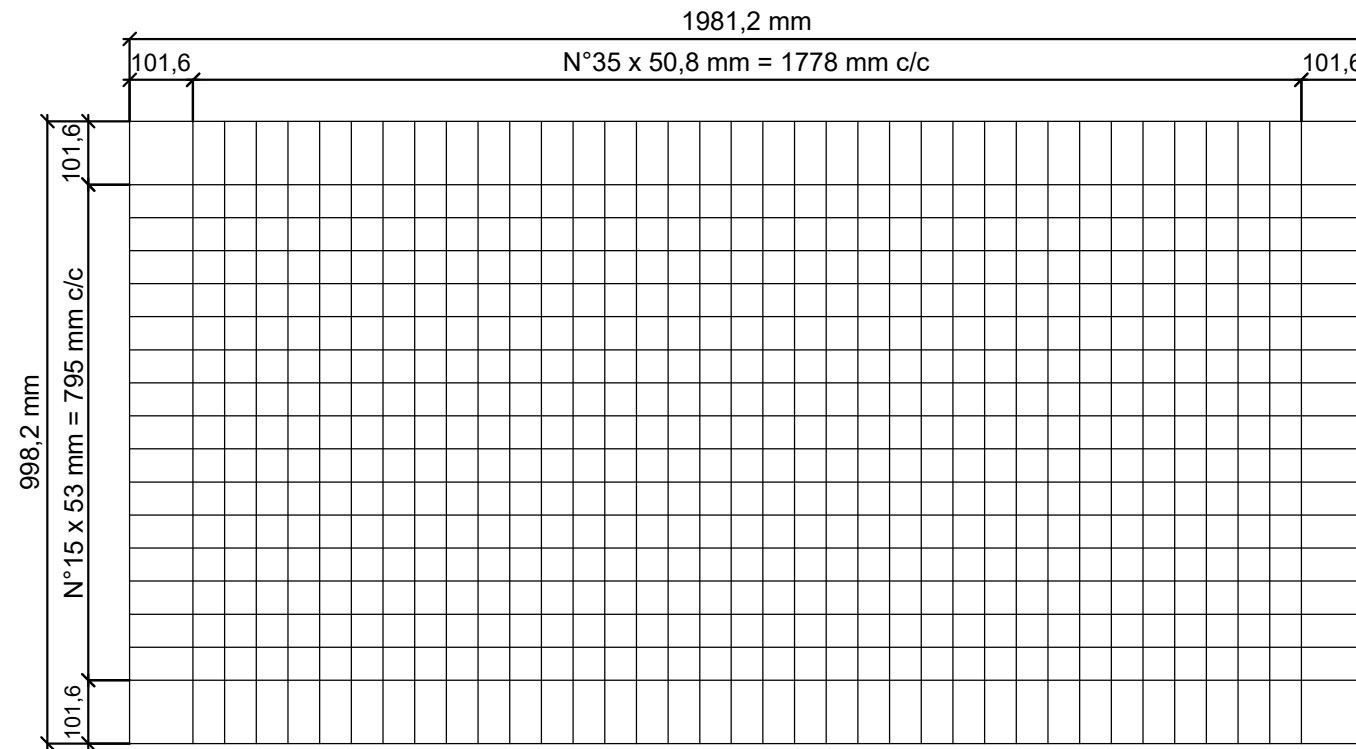 1981,2 mm
101,6
N°35 x 50,8 mm = 1778 mm c/c
101,6
101,6
998,2 mm
N°15 x 53 mm = 795 mm c/c
101,6